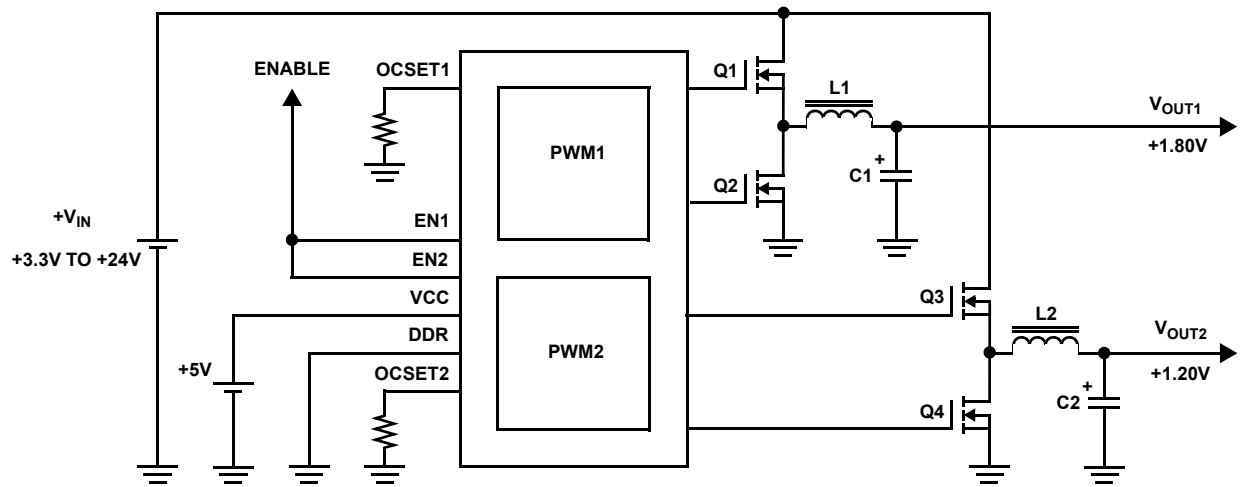 OCSET1
ENABLE
Q1
L1
VOUT1
+1.80V
PWM1
Q2
C1
+
+VIN
+3.3V TO +24V
EN1
EN2
VCC
DDR
OCSET2
+5V
PWM2
Q3
L2
VOUT2
+1.20V
Q4
C2
+